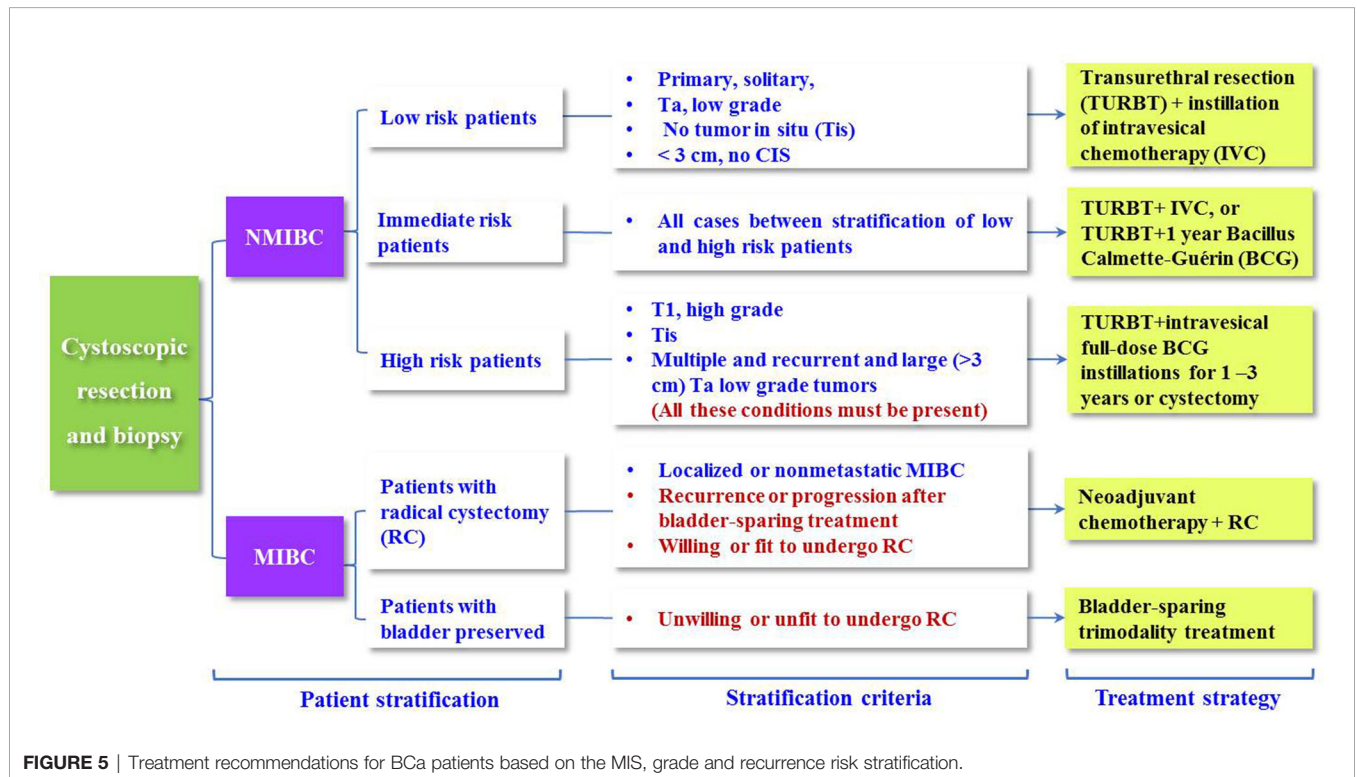 Cystoscopic
resection
and biopsy
NMIBC
MIBC
Low risk patients
• Primary, solitary,
• Ta, low grade
• No tumor in situ (Tis)
• < 3 cm, no CIS
Transurethral resection
(TURBT) + instillation
of intravesical
chemotherapy (IVC)
Immediate risk
patients
• All cases between stratification of low
and high risk patients
TURBT+ IVC, or
TURBT+1 year Bacillus
Calmette-Guérin (BCG)
High risk patients
• T1, high grade
• Tis
• Multiple and recurrent and large (>3
cm) Ta low grade tumors
(All these conditions must be present)
TURBT+intravesical
full-dose BCG
instillations for 1 –3
years or cystectomy
Patients with
radical cystectomy
(RC)
• Localized or nonmetastatic MIBC
• Recurrence or progression after
bladder-sparing treatment
• Willing or fit to undergo RC
Neoadjuvant
chemotherapy + RC
Patients with
bladder preserved
• Unwilling or unfit to undergo RC
Bladder-sparing
trimodality treatment
Patient stratification
Stratification criteria
Treatment strategy
FIGURE 5 | Treatment recommendations for BCa patients based on the MIS, grade and recurrence risk stratification.